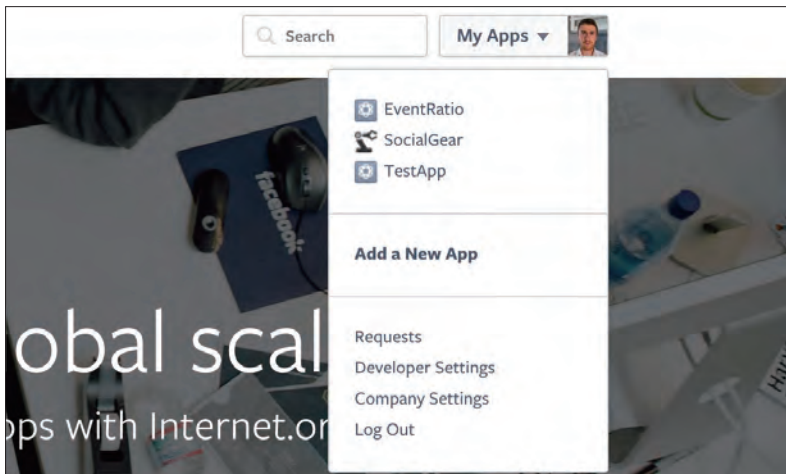 Search
My Apps
EventRatio
SocialGear
TestApp
facebook
Add a New App
obal scal
Requests
Developer Settings
Company Settings
ops with Internet.or
Log Out